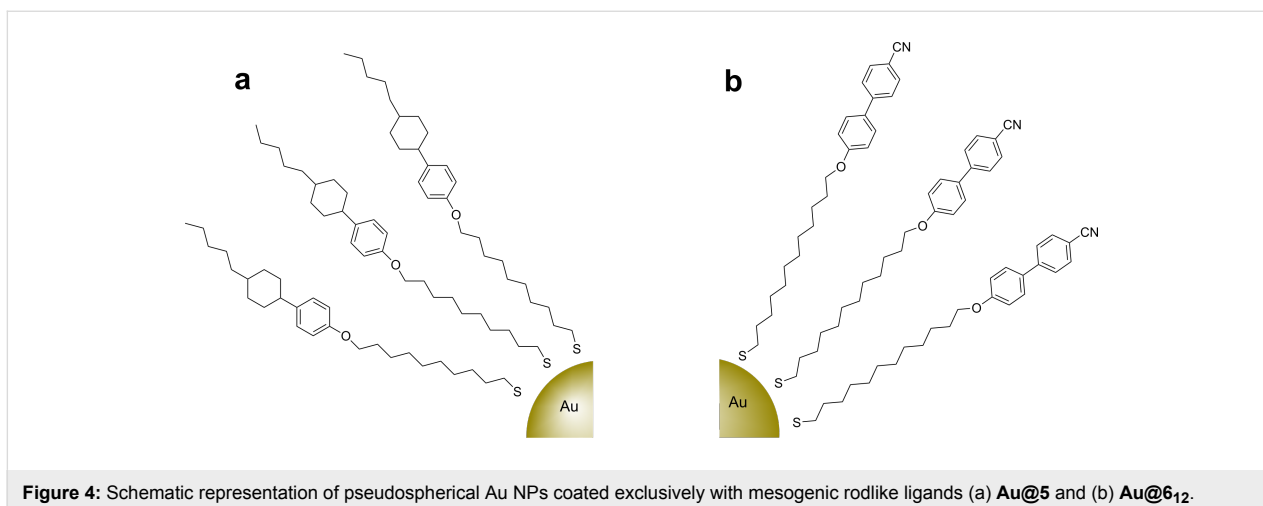 a
b
CN
O
S
CN
O
S
CN
O
S
O
S
O
S
O
S
Au
Au
Figure 4: Schematic representation of pseudospherical Au NPs coated exclusively with mesogenic rodlike ligands (a) Au@5 and (b) Au@6₁₂.